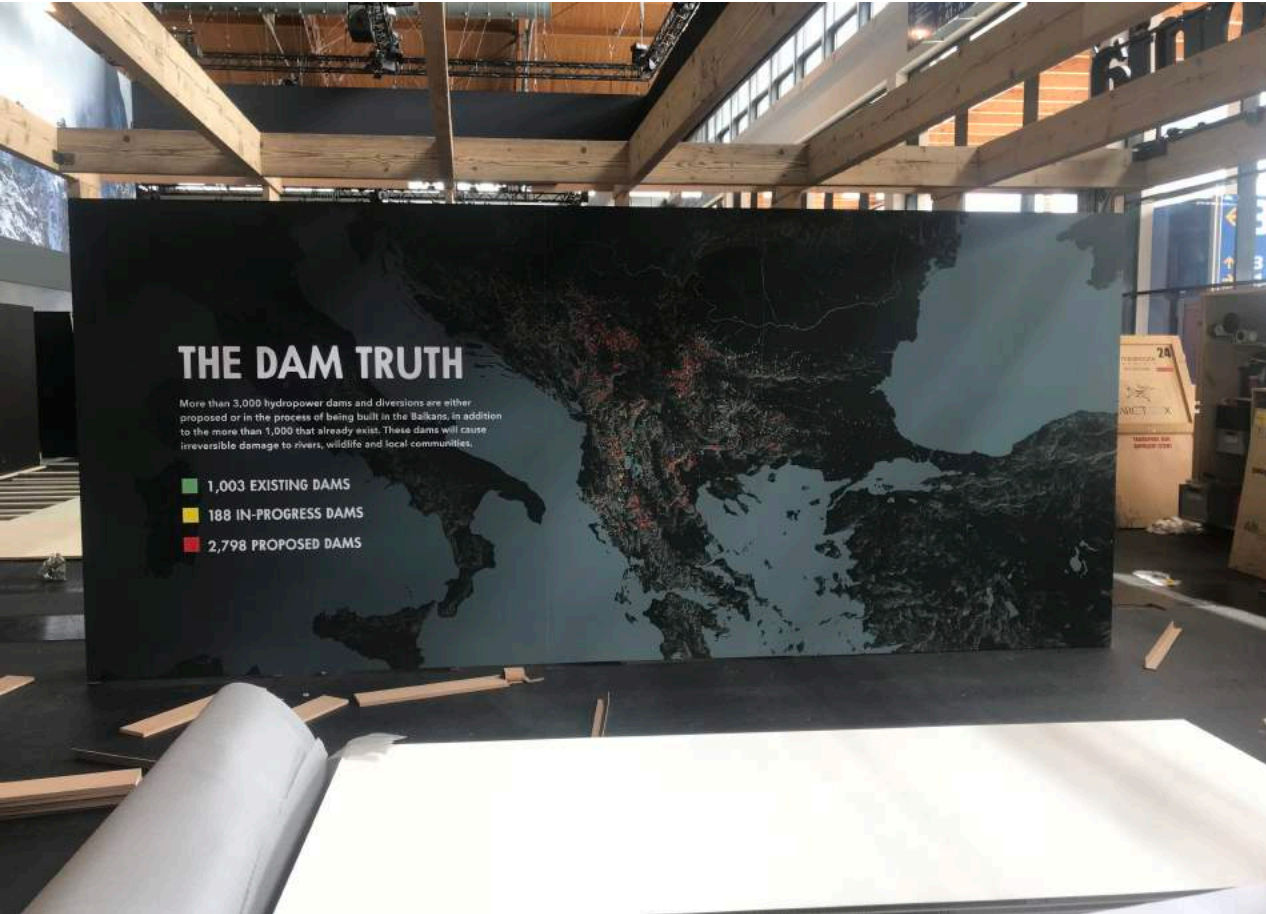 THE DAM TRUTH
More than 3,000 hydropower dams and diversions are either
proposed or in the process of being built in the Balkans, in addition
to the more than 1,000 that already exist. These dams will cause
irreversible damage to rivers, wildlife and local communities.
1,003 EXISTING DAMS
188 IN-PROGRESS DAMS
2,798 PROPOSED DAMS
24